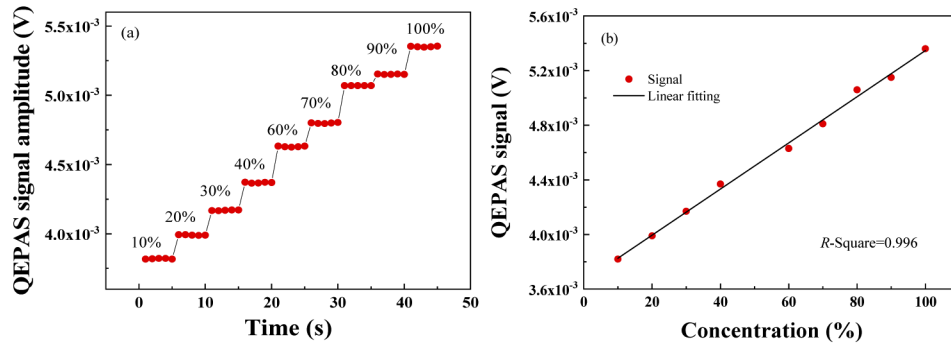 (a)
QEPAS signal amplitude (V)
5.5x10⁻³
5.0x10⁻³
4.5x10⁻³
4.0x10⁻³
10%
20%
30%
40%
60%
70%
80%
90%
100%
0 10 20 30 40 50
Time (s)
(b)
QEPAS signal (V)
5.6x10⁻³
5.2x10⁻³
4.8x10⁻³
4.4x10⁻³
4.0x10⁻³
3.6x10⁻³
Signal
Linear fitting
R-Square=0.996
0 20 40 60 80 100
Concentration (%)